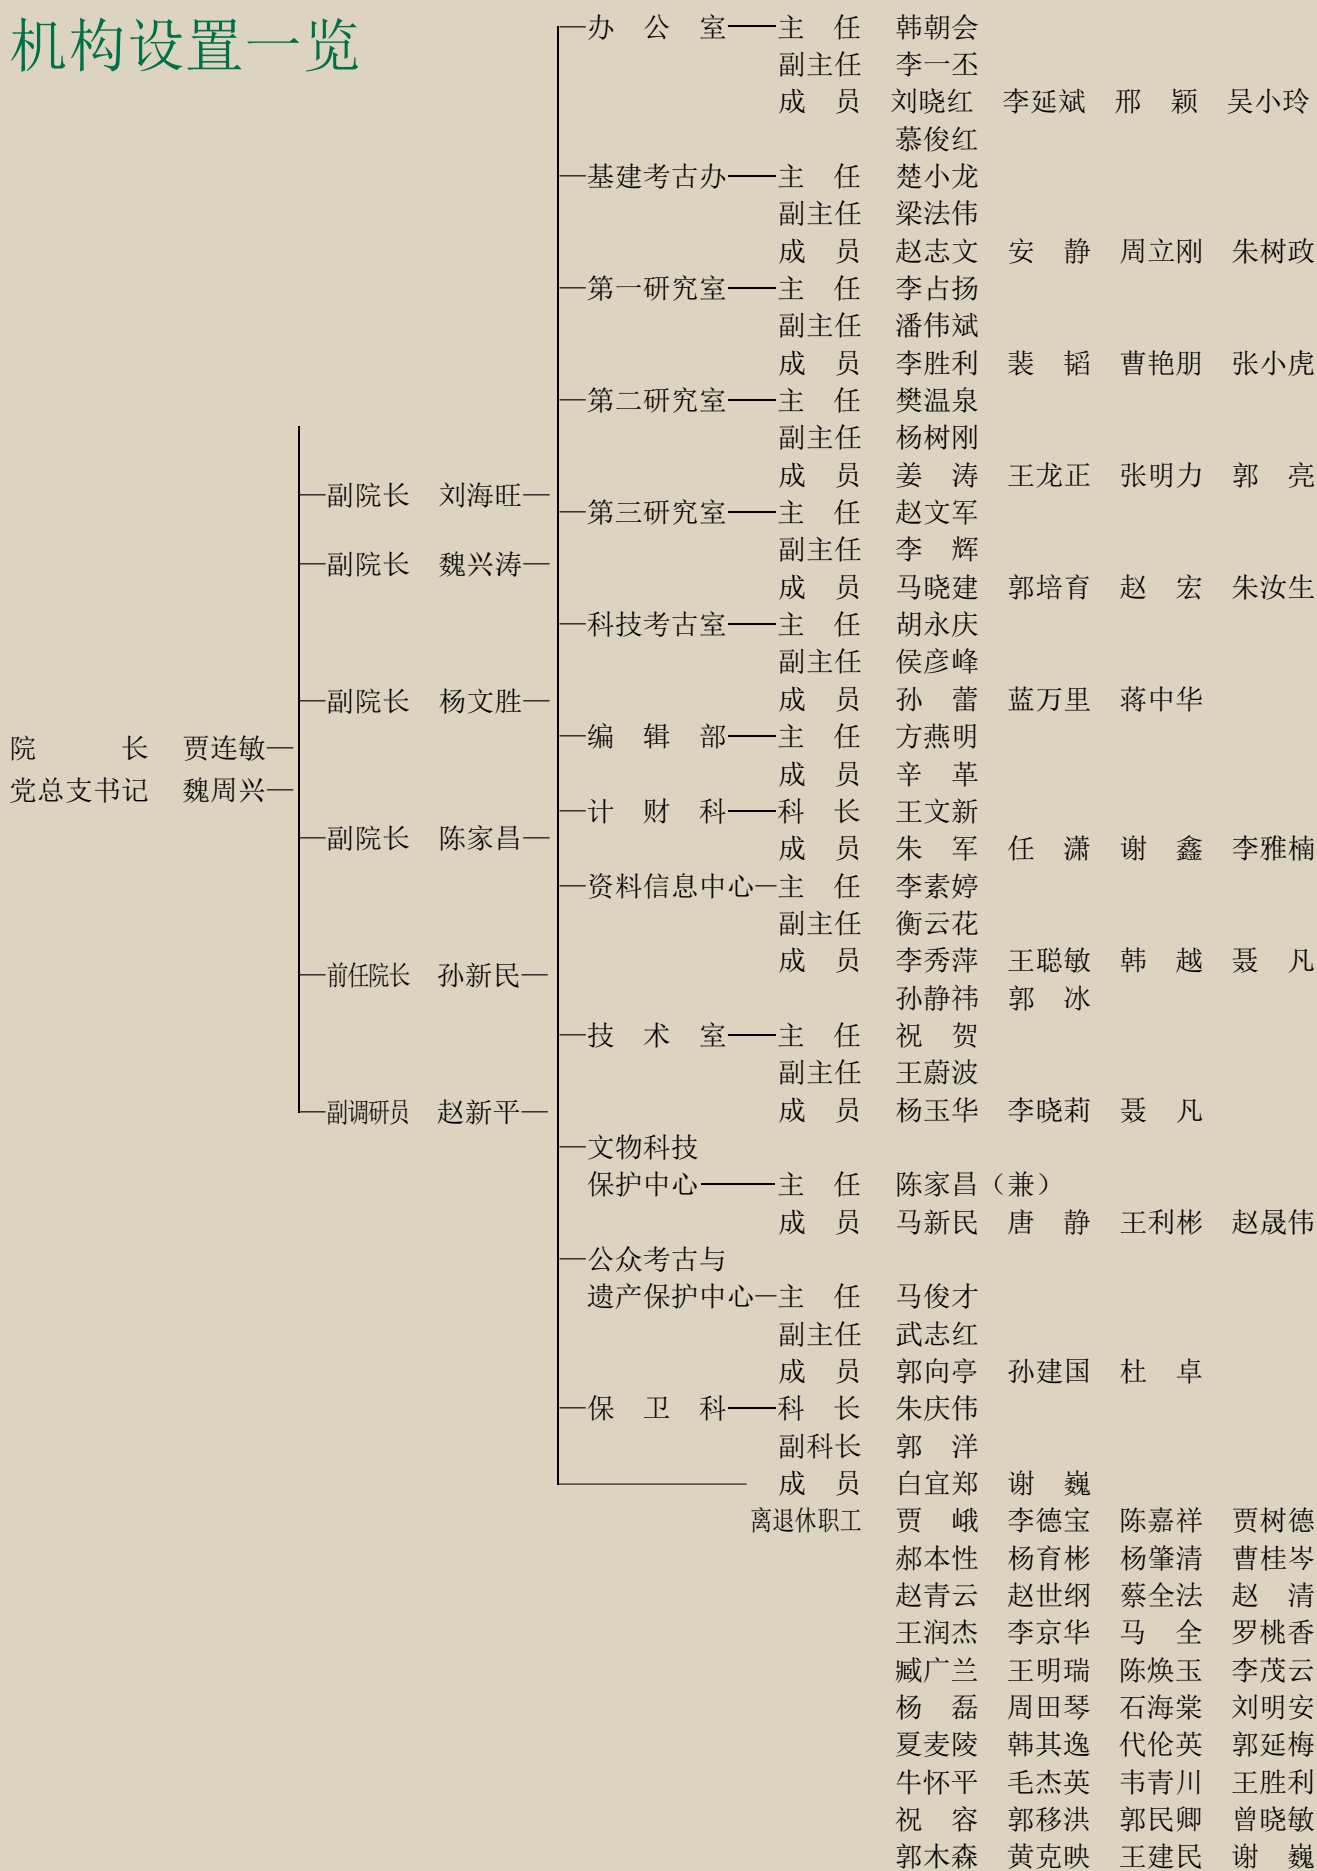 机构设置一览
院长 贾连敏
党总支书记 魏周兴
副院长 刘海旺
副院长 魏兴涛
副院长 杨文胜
副院长 陈家昌
前任院长 孙新民
副调研员 赵新平
办公室 主任 韩朝会
副主任 李一丕
成员 刘晓红 李延斌 邢颖 吴小玲
慕俊红
基建考古办 主任 楚小龙
副主任 梁法伟
成员 赵志文 安静 周立刚 朱树政
第一研究室 主任 李占扬
副主任 潘伟斌
成员 李胜利 裴韬 曹艳朋 张小虎
第二研究室 主任 樊温泉
副主任 杨树刚
成员 姜涛 王龙正 张明力 郭亮
第三研究室 主任 赵文军
副主任 李辉
成员 马晓建 郭培育 赵宏 朱汝生
科技考古室 主任 胡永庆
副主任 侯彦峰
成员 孙蕾 蓝万里 蒋中华
编辑部 主任 方燕明
成员 辛革
计财科 科长 王文新
成员 朱军 任潇 谢鑫 李雅楠
资料信息中心 主任 李素婷
副主任 衡云花
成员 李秀萍 王聪敏 韩越 聂凡
孙静祎 郭冰
技术室 主任 祝贺
副主任 王蔚波
成员 杨玉华 李晓莉 聂凡
文物科技
保护中心 主任 陈家昌（兼）
成员 马新民 唐静 王利彬 赵晟伟
公众考古与
遗产保护中心 主任 马俊才
副主任 武志红
成员 郭向亭 孙建国 杜卓
保卫科 科长 朱庆伟
副科长 郭洋
成员 白宜郑 谢巍
离退休职工 贾峨 李德宝 陈嘉祥 贾树德
郝本性 杨育彬 杨肇清 曹桂岑
赵青云 赵世纲 蔡全法 赵清
王润杰 李京华 马全 罗桃香
臧广兰 王明瑞 陈焕玉 李茂云
杨磊 周田琴 石海棠 刘明安
夏麦陵 韩其逸 代伦英 郭延梅
牛怀平 毛杰英 韦青川 王胜利
祝容 郭移洪 郭民卿 曾晓敏
郭木森 黄克映 王建民 谢巍